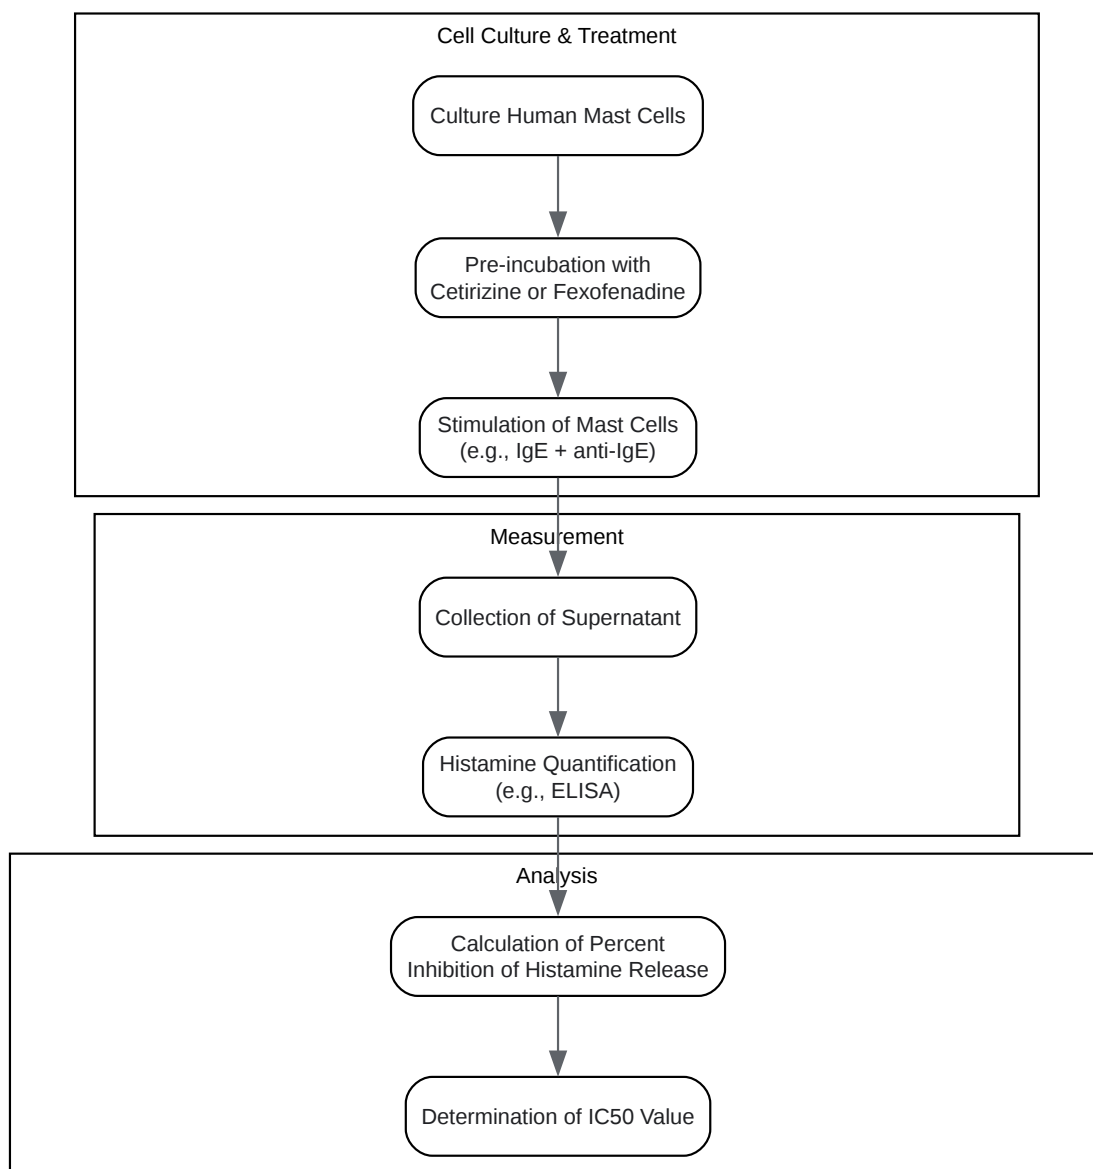 Cell Culture & Treatment
Culture Human Mast Cells
Pre-incubation with
Cetirizine or Fexofenadine
Stimulation of Mast Cells
(e.g., IgE + anti-IgE)
Measurement
Collection of Supernatant
Histamine Quantification
(e.g., ELISA)
Analysis
Calculation of Percent
Inhibition of Histamine Release
Determination of IC50 Value